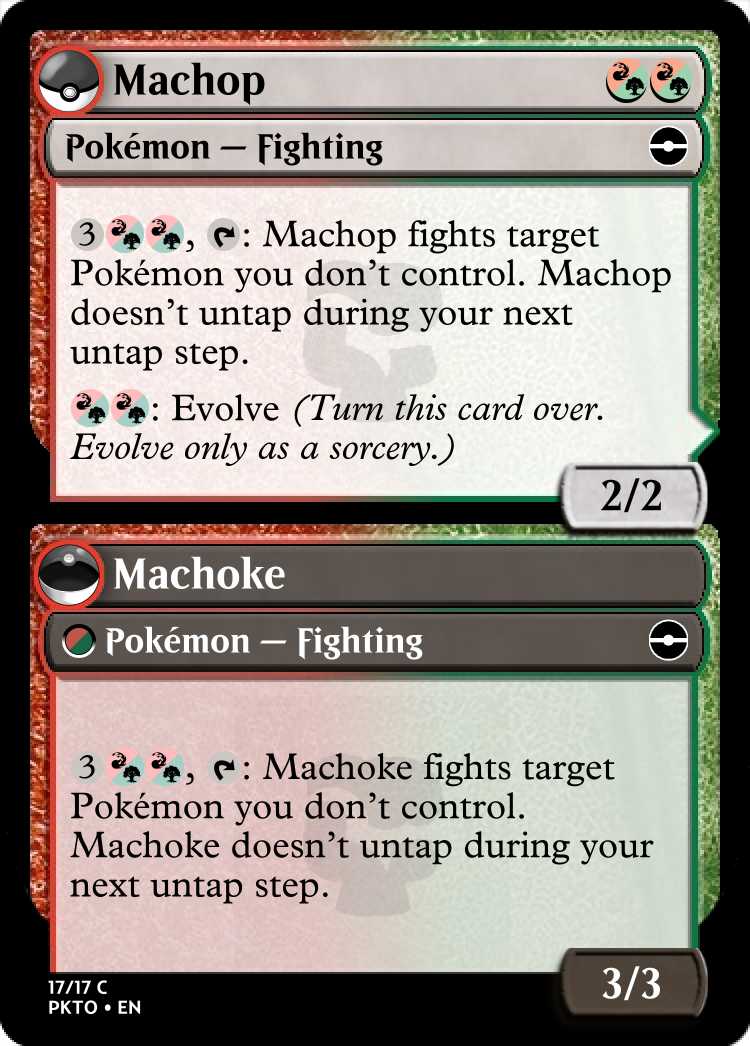 Machop
Pokémon — Fighting
3, : Machop fights target
Pokémon you don't control. Machop
doesn't untap during your next
untap step.
: Evolve (Turn this card over.
Evolve only as a sorcery.)
2/2
Machoke
Pokémon — Fighting
3, : Machoke fights target
Pokémon you don't control.
Machoke doesn't untap during your
next untap step.
3/3
17/17 C
PKTO • EN